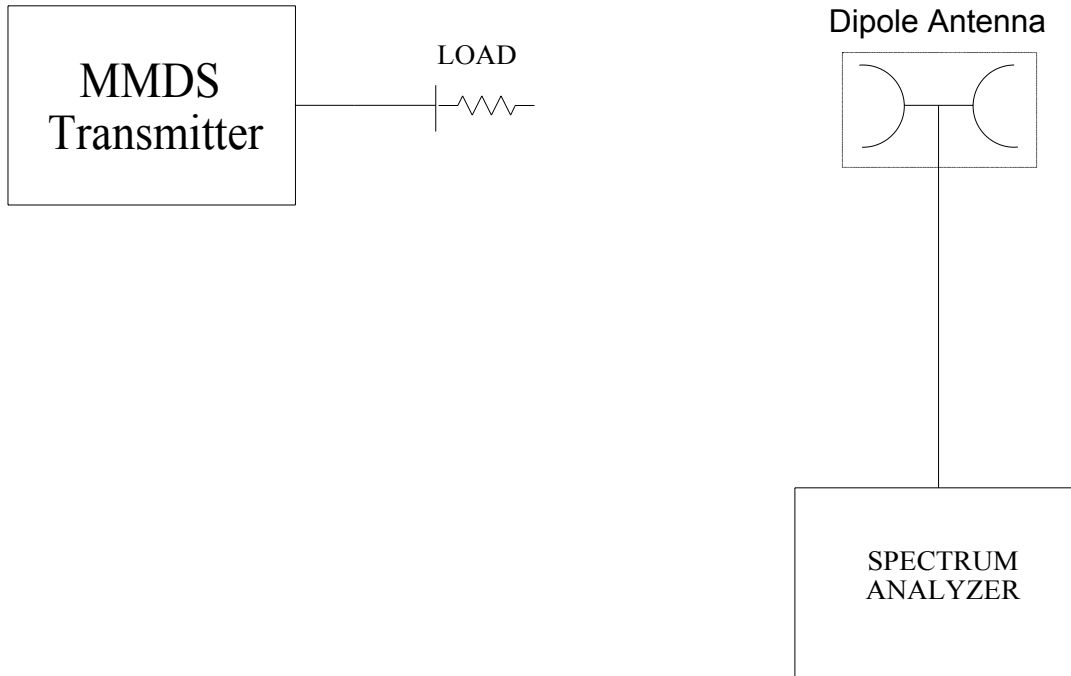 Dipole Antenna
MMDS
Transmitter
LOAD
SPECTRUM
ANALYZER